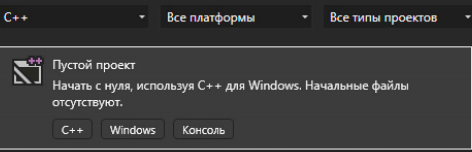 C++ Все платформы Все типы проектов
Пустой проект
Начать с нуля, используя C++ для Windows. Начальные файлы
отсутствуют.
C++ Windows Консоль